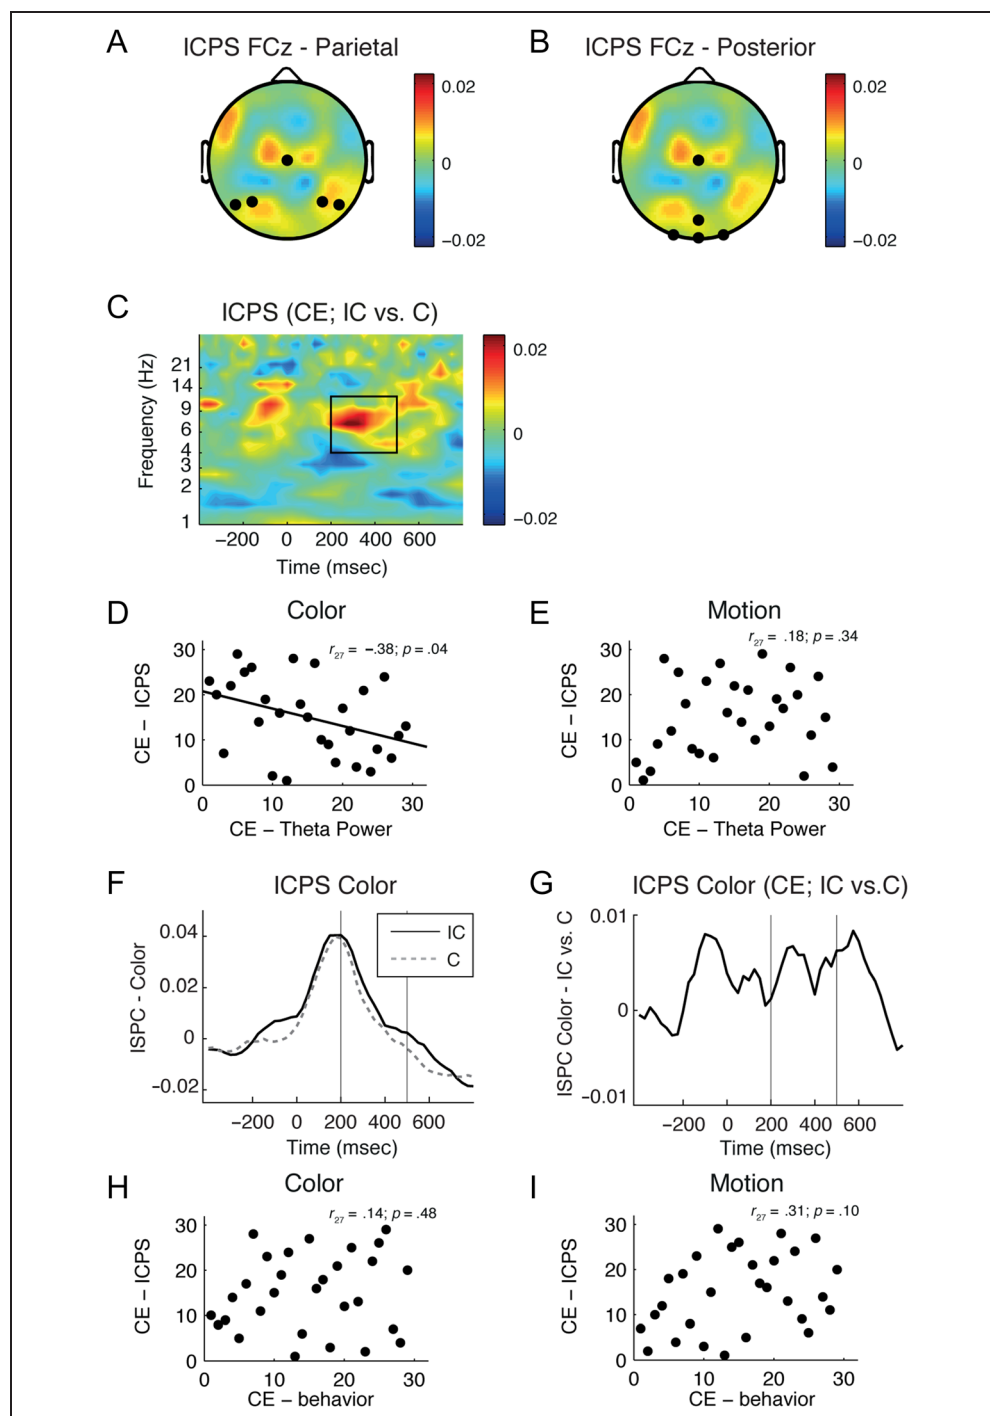 A
ICPS FCz - Parietal
0.02
0
−0.02
B
ICPS FCz - Posterior
0.02
0
−0.02
C
ICPS (CE; IC vs. C)
Frequency (Hz)
21
14
9
6
4
3
2
1
−200 0 200 400 600
Time (msec)
0.02
0
−0.02
D
Color
r27 = −.38; p = .04
CE − ICPS
30
20
10
0
0 10 20 30
CE − Theta Power
E
Motion
r27 = .18; p = .34
CE − ICPS
30
20
10
0
0 10 20 30
CE − Theta Power
F
ICPS Color
ISPC - Color
0.04
0.02
0
−0.02
IC
C
−200 0 200 400 600
Time (msec)
G
ICPS Color (CE; IC vs.C)
ISPC Color - IC vs. C
0.01
0
−0.01
−200 0 200 400 600
Time (msec)
H
Color
r27 = .14; p = .48
CE − ICPS
30
20
10
0
0 10 20 30
CE − behavior
I
Motion
r27 = .31; p = .10
CE − ICPS
30
20
10
0
0 10 20 30
CE − behavior